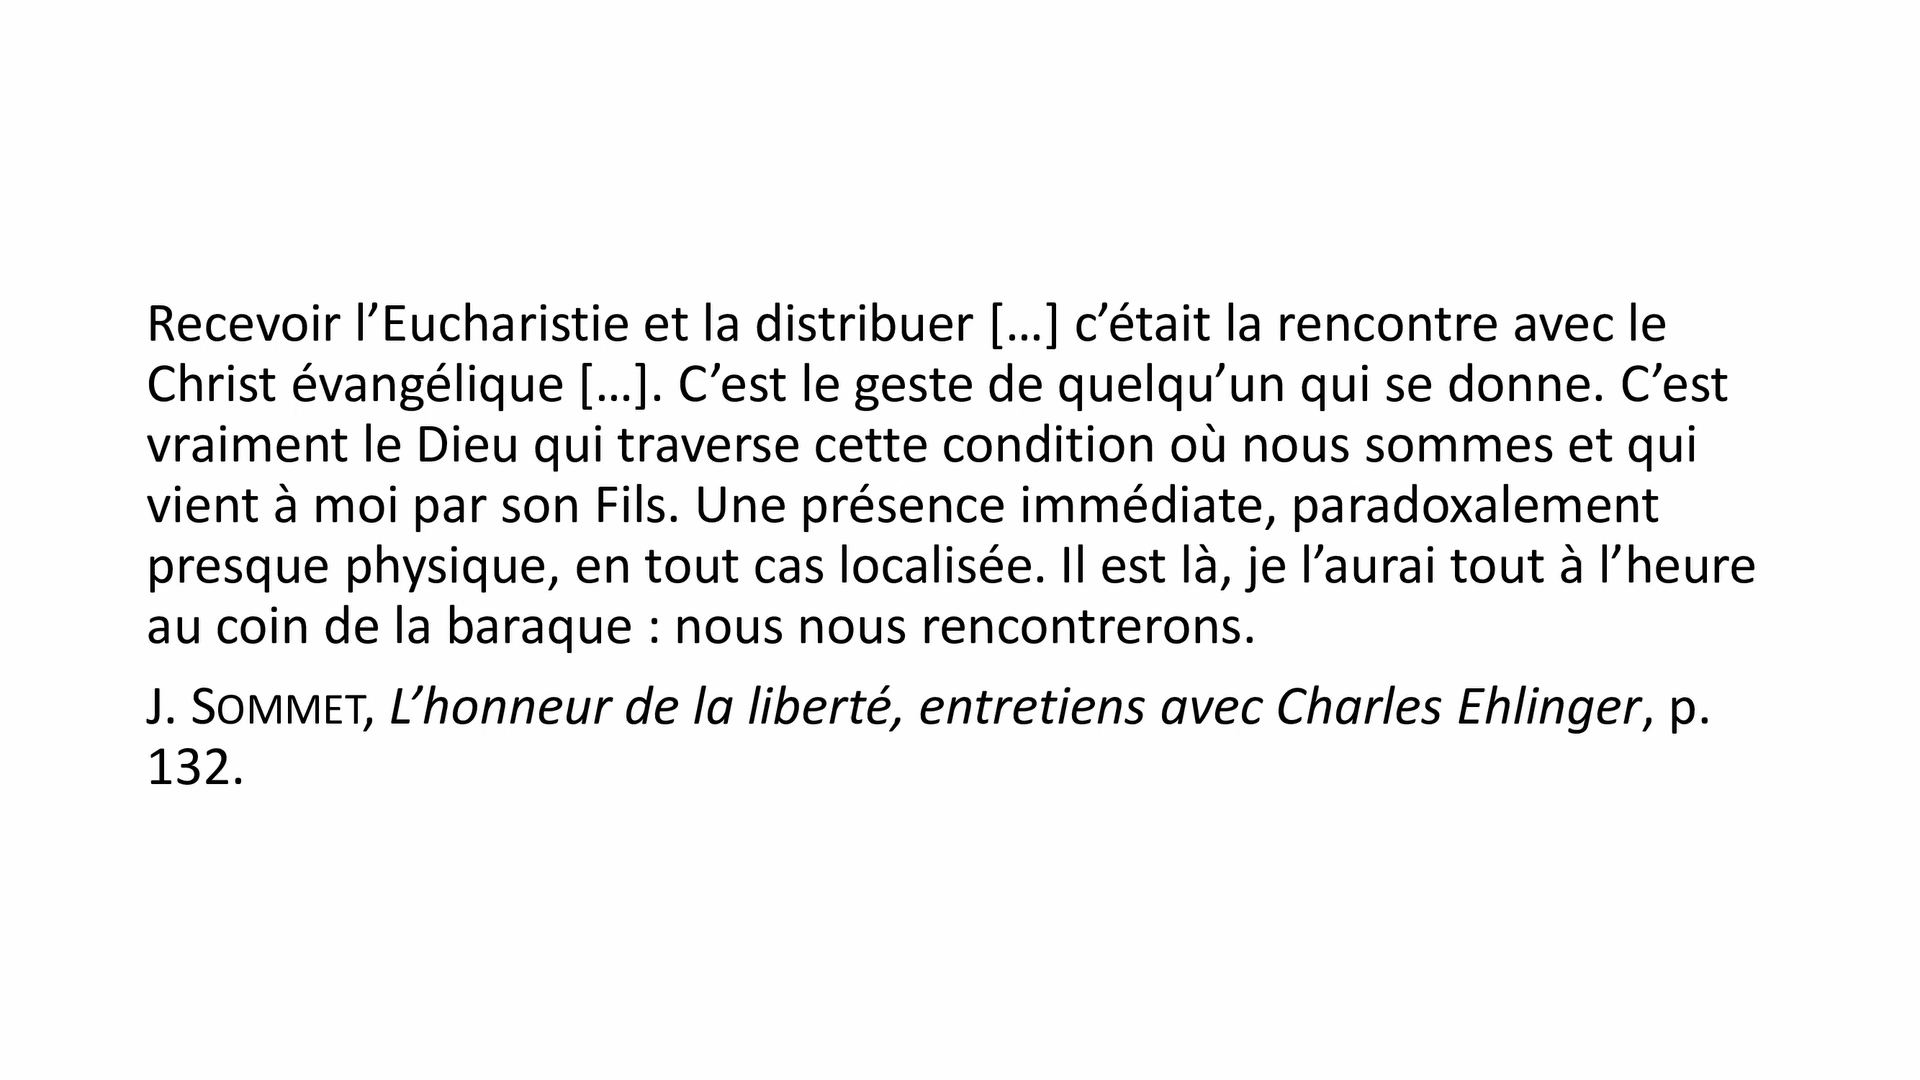 Recevoir l’Eucharistie et la distribuer […] c’était la rencontre avec le
Christ évangélique […]. C’est le geste de quelqu’un qui se donne. C’est
vraiment le Dieu qui traverse cette condition où nous sommes et qui
vient à moi par son Fils. Une présence immédiate, paradoxalement
presque physique, en tout cas localisée. Il est là, je l’aurai tout à l’heure
au coin de la baraque : nous nous rencontrerons.
J. SOMMET, L’honneur de la liberté, entretiens avec Charles Ehlinger, p.
132.